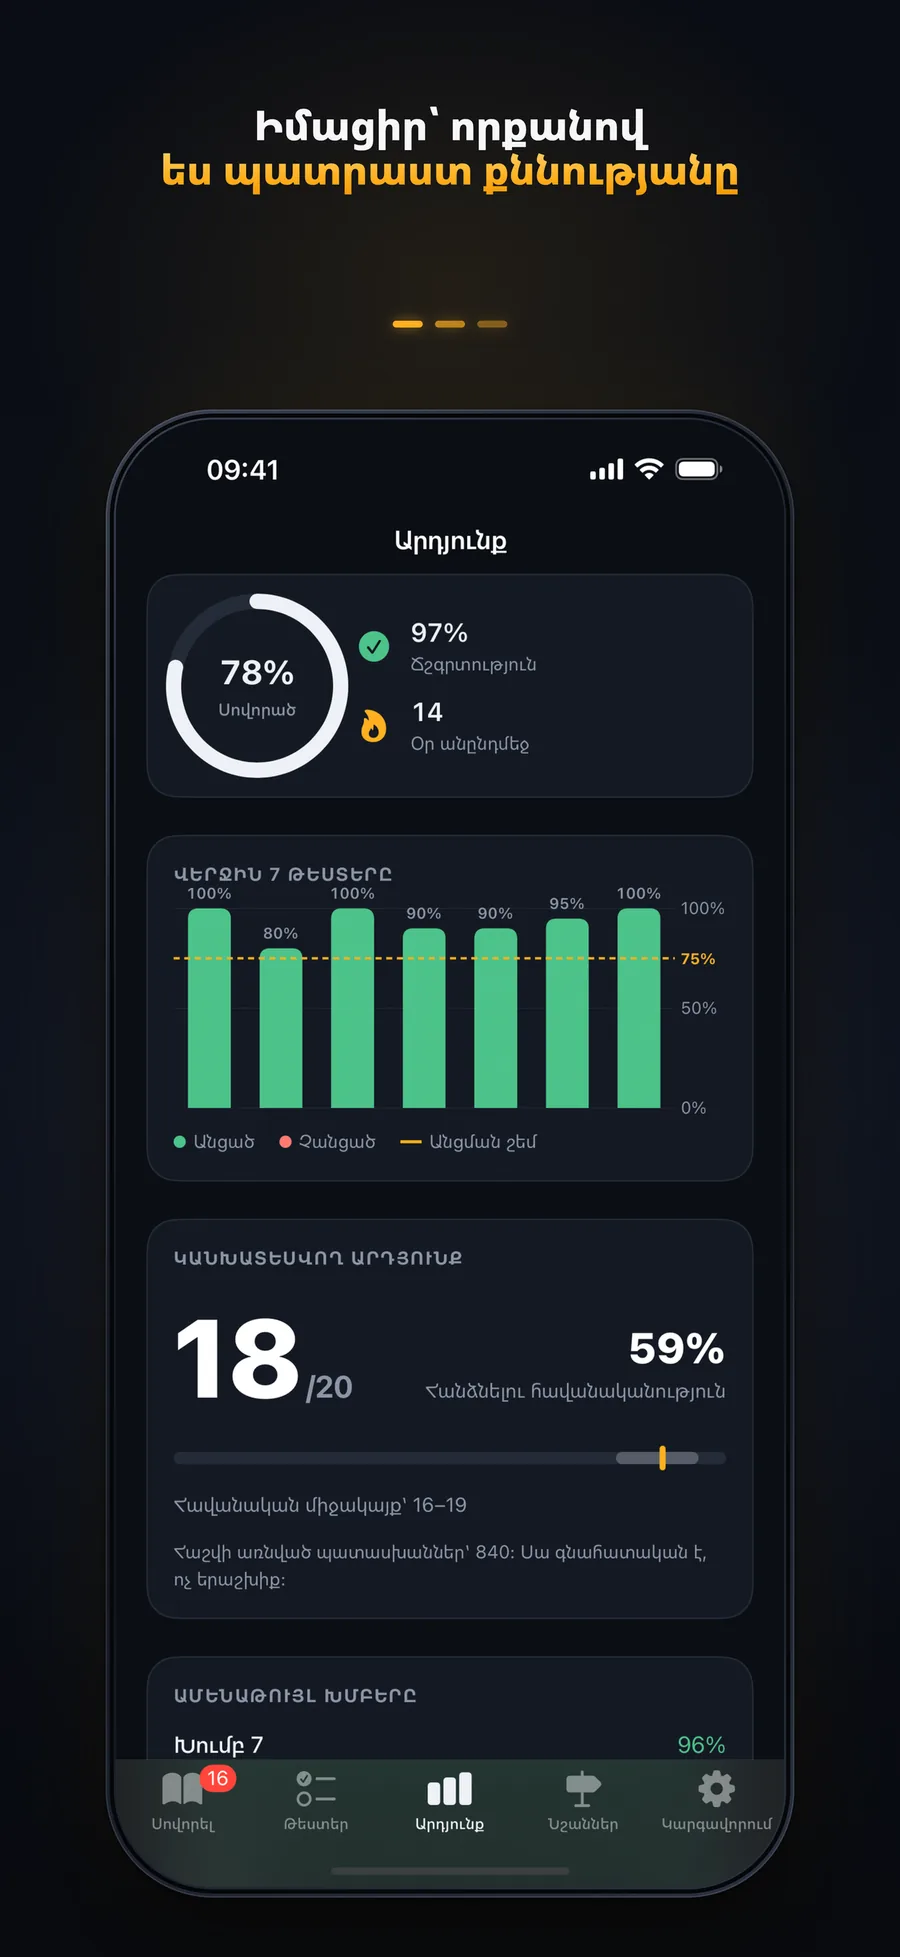 Իմացիր՝ որքանով
ես պատրաստ քննությանը
09:41
Արդյունք
78%
Սովորած
97%
Ճշգրտություն
14
Օր անընդմեջ
ՎԵՐՋԻՆ 7 ԹԵՍՏԵՐԸ
100%
80%
100%
90%
90%
95%
100%
100%
75%
50%
0%
Անցած
Չանցած
Անցման շեմ
ԿԱՆԽԱՏԵՍՎՈՂ ԱՐԴՅՈՒՆՔ
18/20
59%
Հանձնելու հավանականություն
Հավանական միջակայք՝ 16–19
Հաշվի առնված պատասխաններ՝ 840: Սա գնահատական է,
ոչ երաշխիք:
ԱՄԵՆԱԹՈՒՅԼ ԽՄԲԵՐԸ
Խումբ 7
96%
16
Սովորել
Թեստեր
Արդյունք
Նշաններ
Կարգավորում